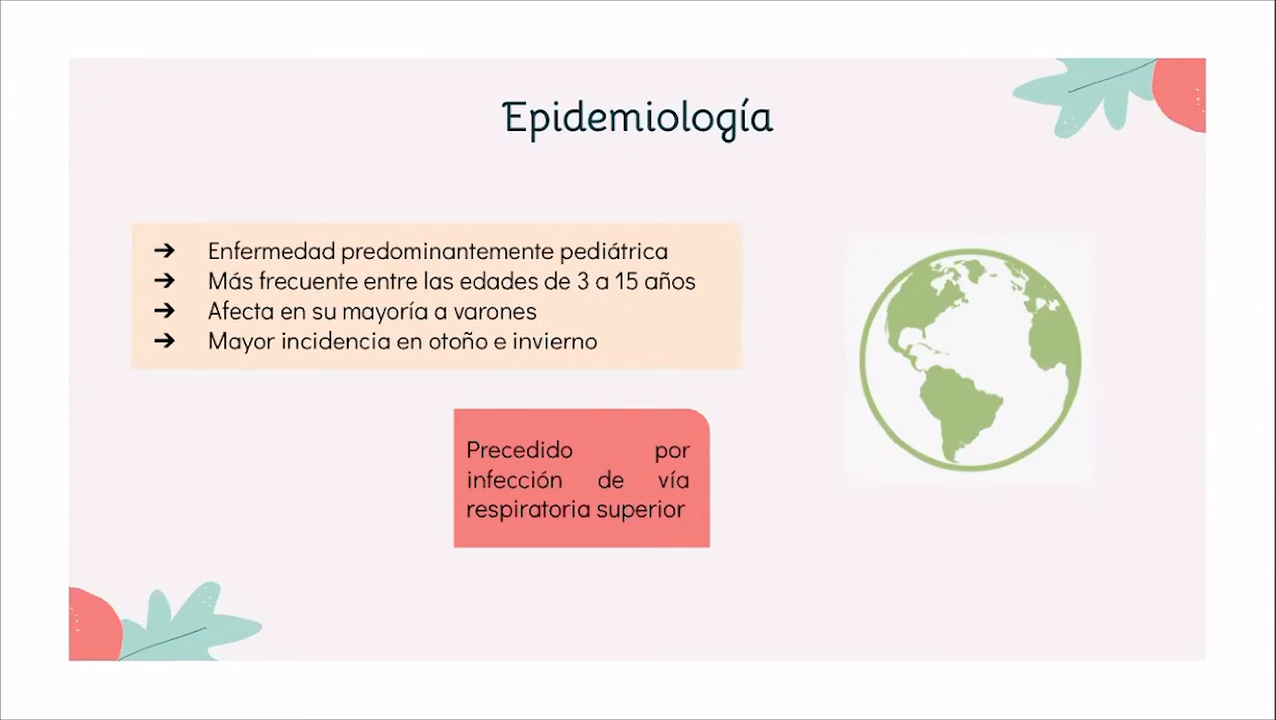 Epidemiología
➔ Enfermedad predominantemente pediátrica
➔ Más frecuente entre las edades de 3 a 15 años
➔ Afecta en su mayoría a varones
➔ Mayor incidencia en otoño e invierno
Precedido por
infección de vía
respiratoria superior